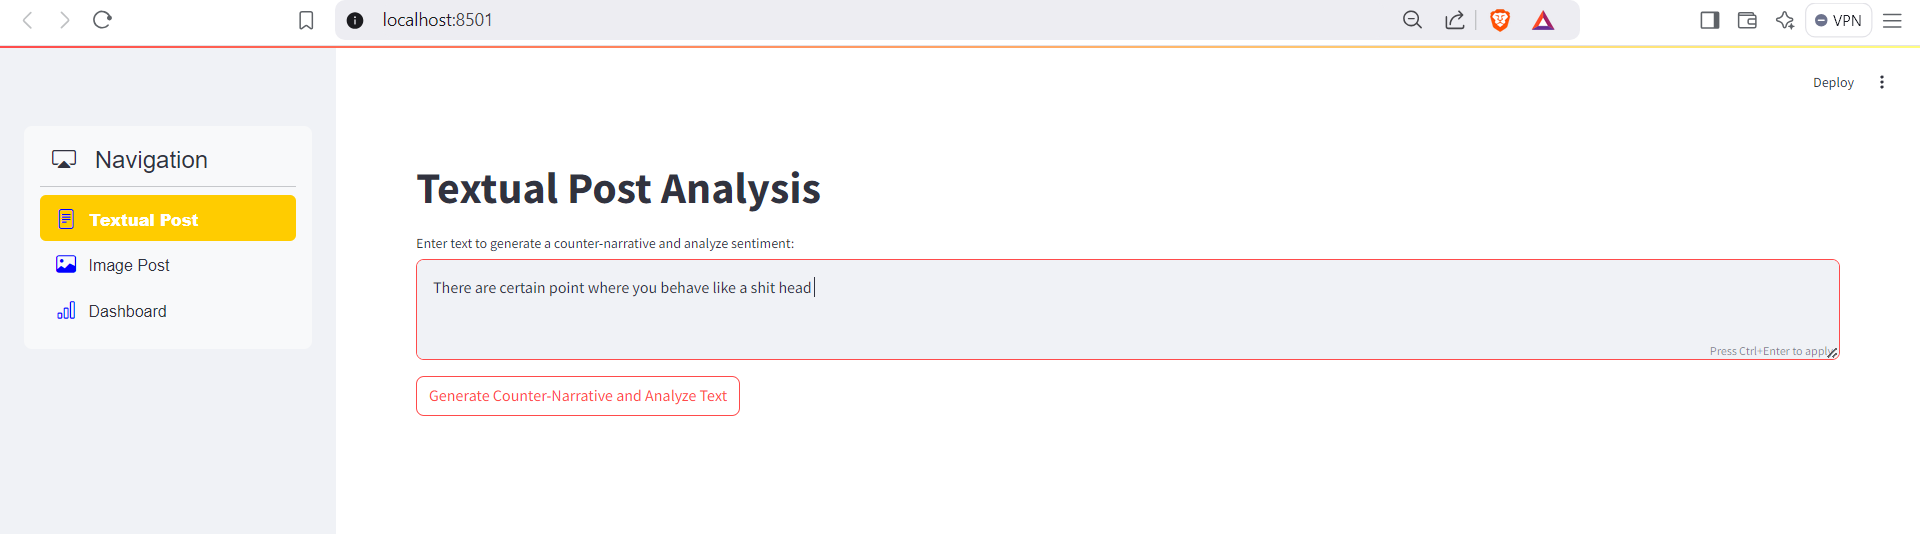 localhost:8501
VPN
Deploy
Navigation
Textual Post
Image Post
Dashboard
Textual Post Analysis
Enter text to generate a counter-narrative and analyze sentiment:
There are certain point where you behave like a shit head
Press Ctrl+Enter to apply
Generate Counter-Narrative and Analyze Text